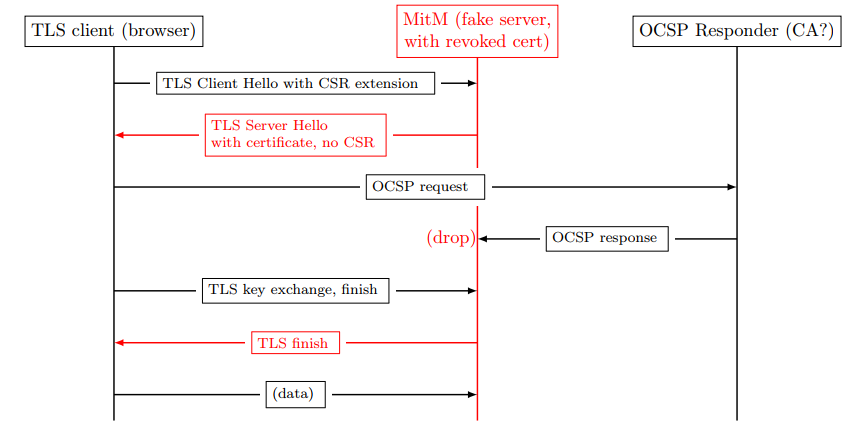 TLS client (browser)
MitM (fake server,
with revoked cert)
OCSP Responder (CA?)
TLS Client Hello with CSR extension
TLS Server Hello
with certificate, no CSR
OCSP request
(drop)
OCSP response
TLS key exchange, finish
TLS finish
(data)